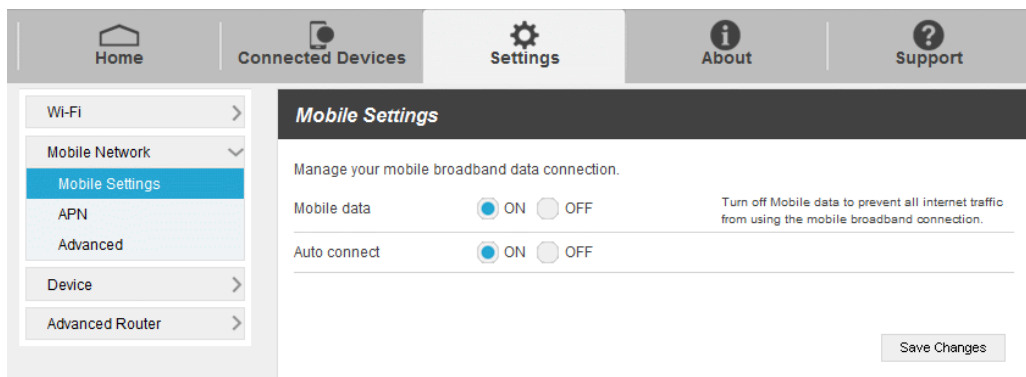 Home
Connected Devices
Settings
About
Support
Wi-Fi
Mobile Network
Mobile Settings
APN
Advanced
Device
Advanced Router
Mobile Settings
Manage your mobile broadband data connection.
Mobile data ON OFF
Turn off Mobile data to prevent all internet traffic
from using the mobile broadband connection.
Auto connect ON OFF
Save Changes